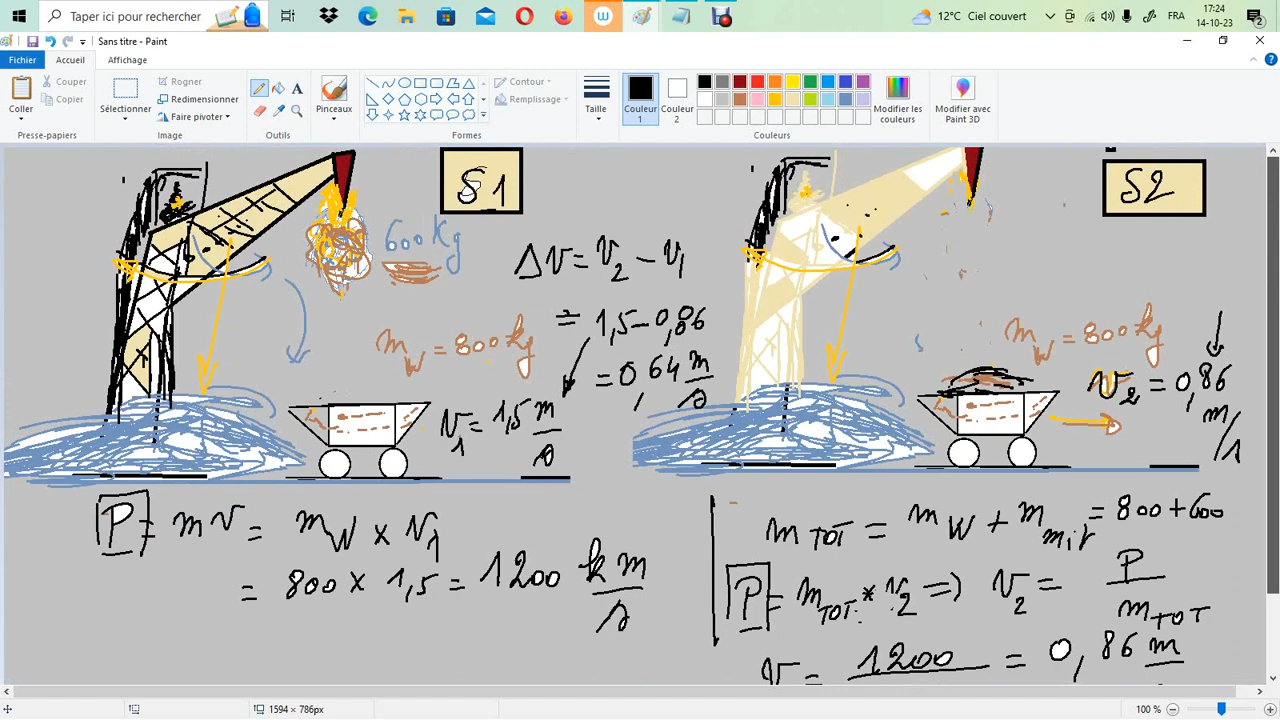 Taper ici pour rechercher
W
12°C Ciel couvert
FRA
17:24
14-10-23
2
Sans titre - Paint
Fichier
Accueil
Affichage
Coller
Couper
Copier
Presse-papiers
Sélectionner
Rogner
Redimensionner
Faire pivoter
Image
A
Outils
Pinceaux
Contour
Remplissage
Formes
Taille
Couleur 1
Couleur 2
Modifier les couleurs
Couleurs
Modifier avec Paint 3D
S1
600 kg
ΔV = V2 - V1
= 1,5 - 0,86
= 0,64 m/s
mW = 800 kg
V1 = 1,5 m/s
P = mv = mW x V1
= 800 x 1,5 = 1200 k m/s
S2
mW = 800 kg
v2 = 0,86
m/s
mTOT = mW + mmir = 800 + 600
P = mTOT * v2 => V2 = P/mTOT
V = 1200 = 0,86 m
1594 × 786px
100 %